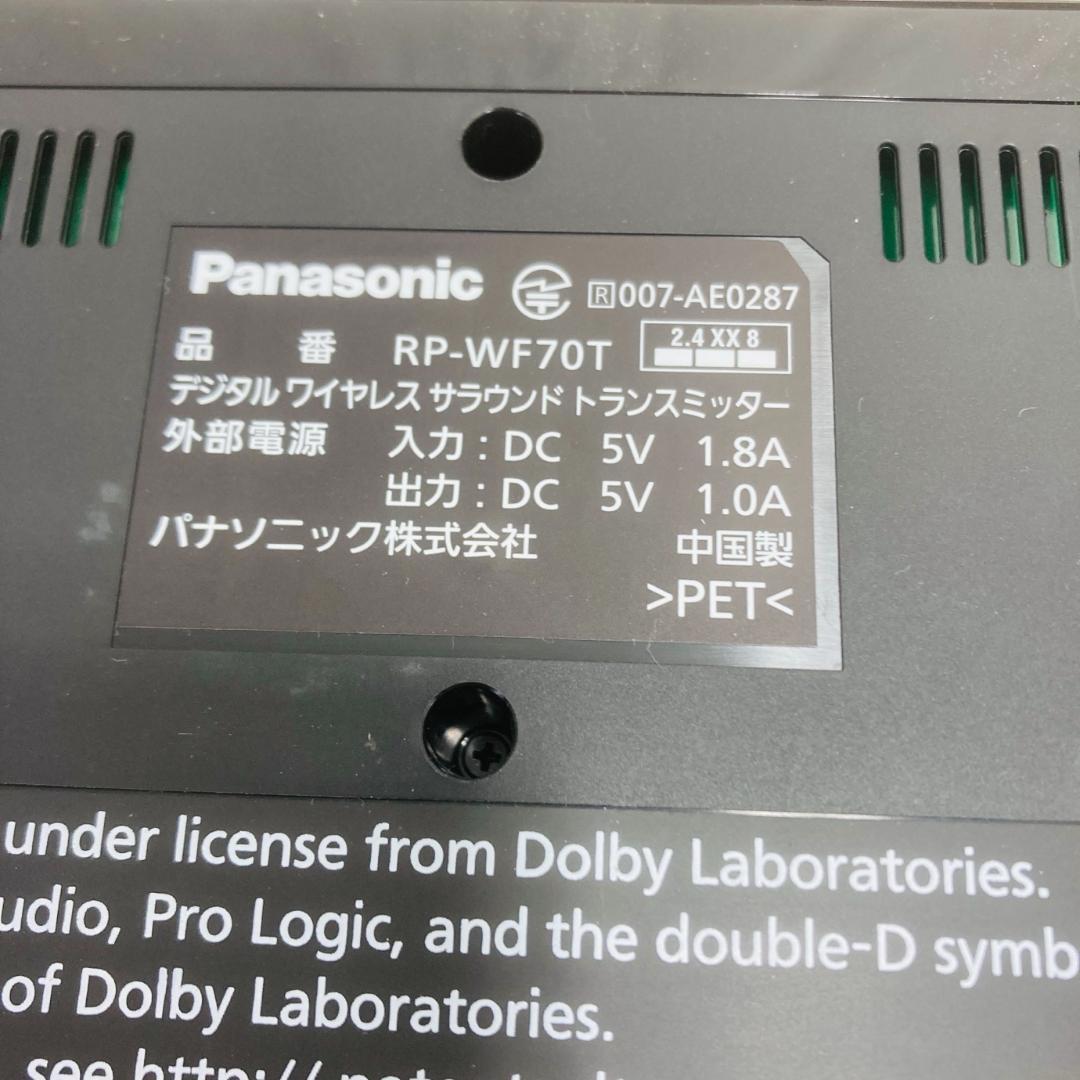 Panasonic R 007-AE0287
品 番 RP-WF70T 2.4 XX 8
デジタル ワイヤレス サラウンド トランスミッター
外部電源 入力 : DC 5V 1.8A
出力 : DC 5V 1.0A
パナソニック株式会社 中国製
>PET<
under license from Dolby Laboratories.
Pro Logic, and the double-D
of Dolby Laboratories.
see http://